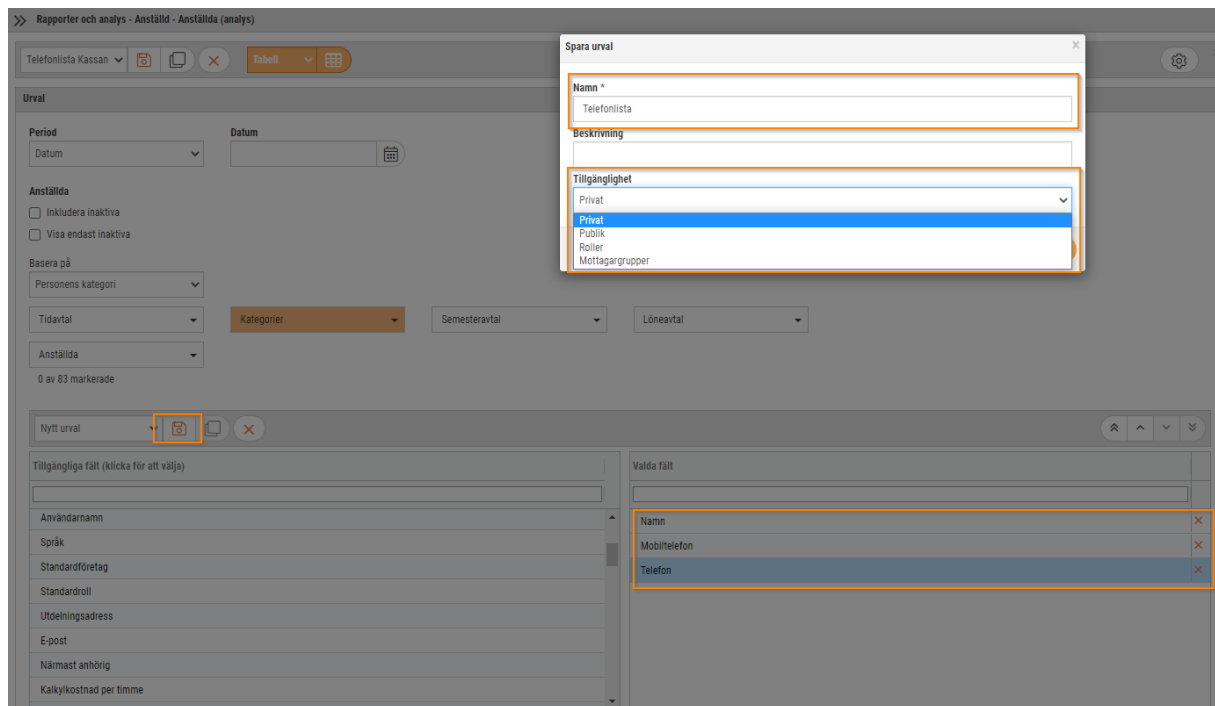 Rapporter och analys - Anställd - Anställda (analys)
Telefonlista Kassan
Tabell
Spara urval
Namn *
Telefonlista
Beskrivning
Tillgänglighet
Privat
Privat
Publik
Roller
Mottagargrupper
Urval
Period
Datum
Datum
Anställda
Inkludera inaktiva
Visa endast inaktiva
Basera på
Personens kategori
Tidavtal
Kategorier
Semesteravtal
Löneavtal
Anställda
0 av 83 markerade
Nytt urval
Tillgängliga fält (klicka för att välja)
Valda fält
Användarnamn
Språk
Standardföretag
Standardroll
Utdelningsadress
E-post
Närmast anhörig
Kalkylkostnad per timme
Namn
Mobiltelefon
Telefon